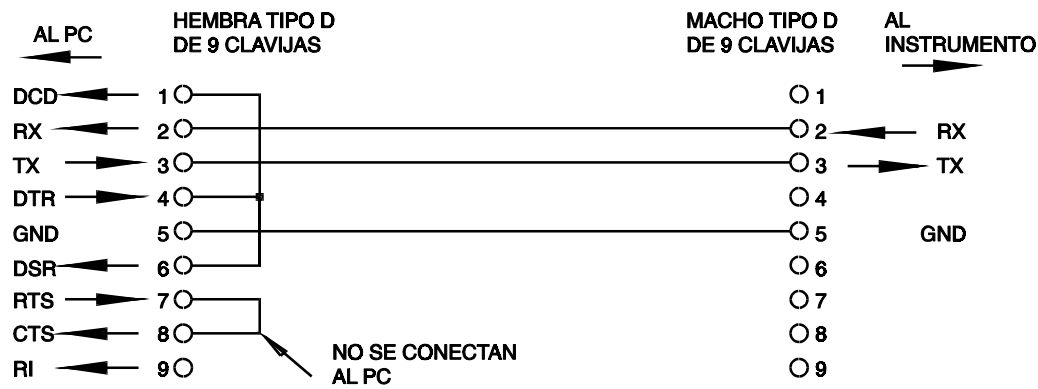 AL PC
HEMBRA TIPO D
DE 9 CLAVIJAS
MACHO TIPO D
DE 9 CLAVIJAS
AL
INSTRUMENTO
DCD 1 1
RX 2 2 RX
TX 3 3 TX
DTR 4 4
GND 5 5 GND
DSR 6 6
RTS 7 7
CTS 8 8
RI 9 9
NO SE CONECTAN
AL PC